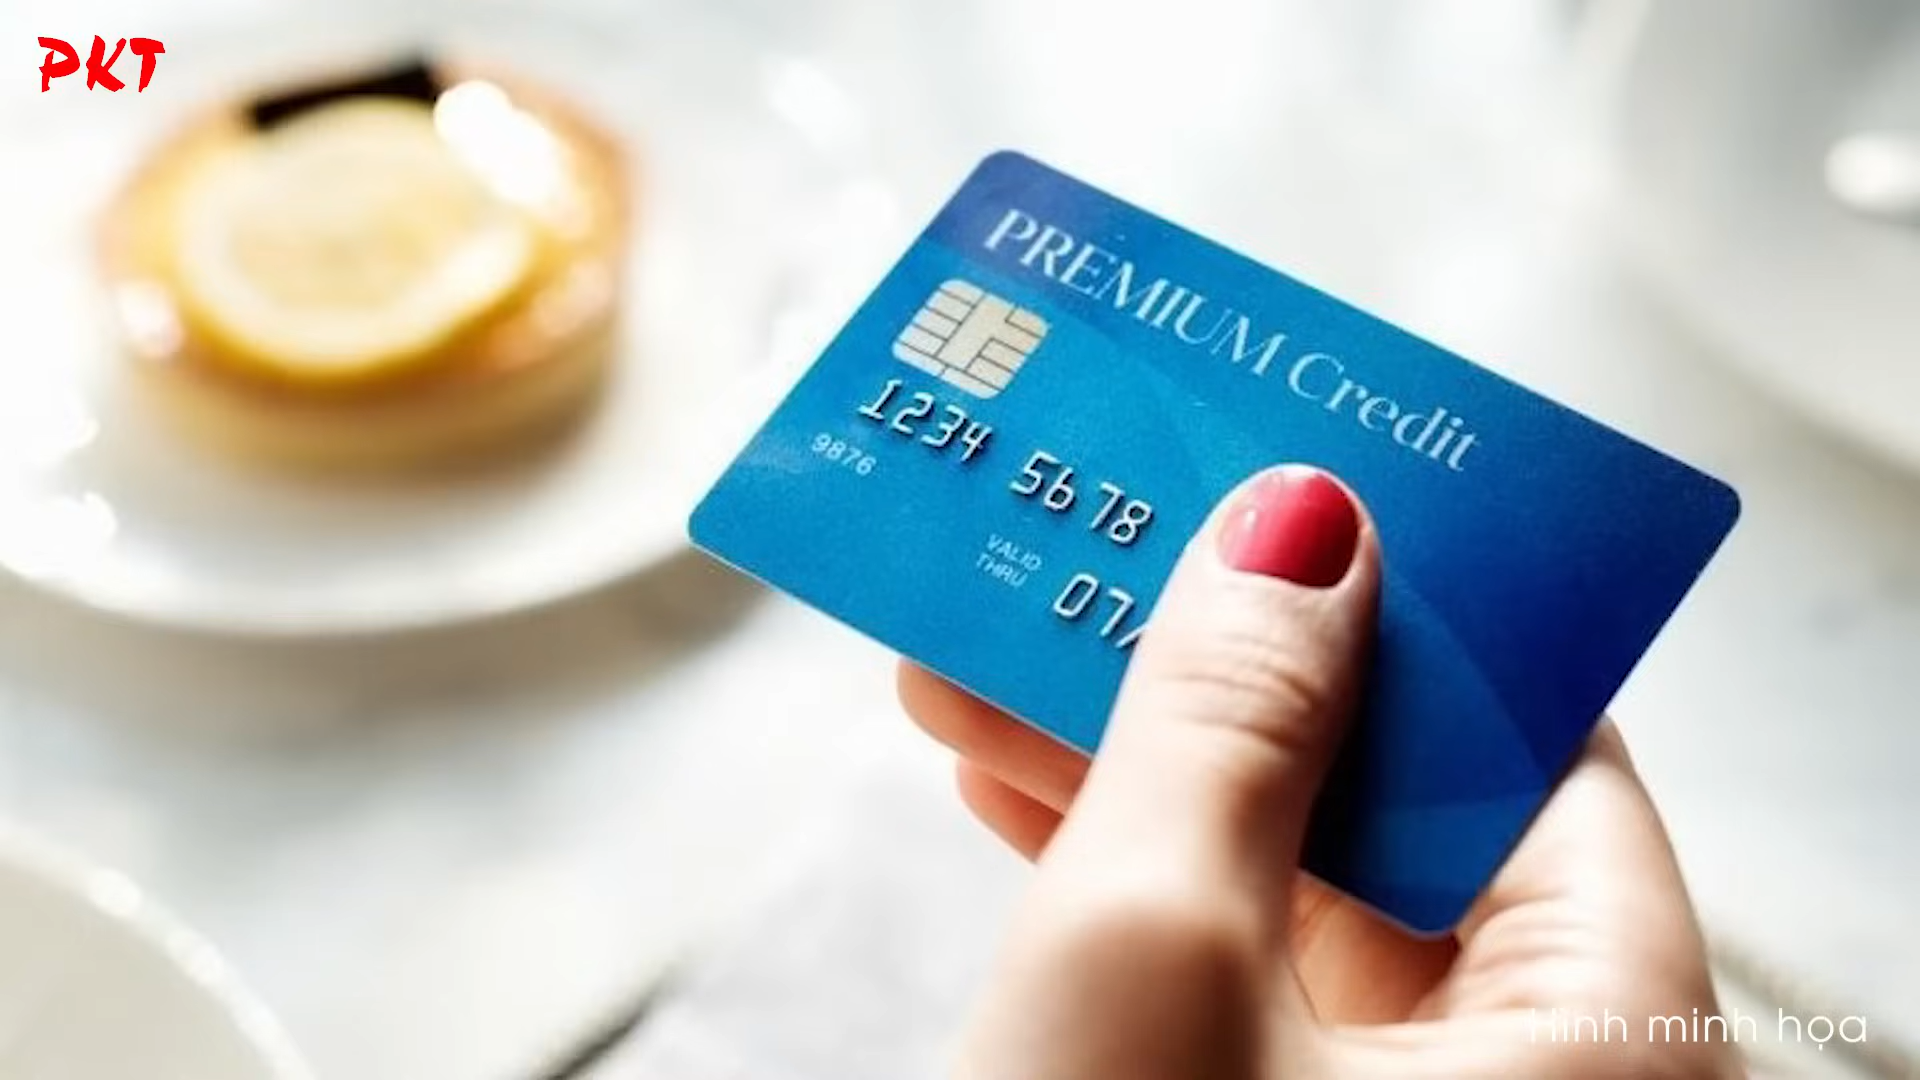 PKT
PREMIUM Credit
1234 5678
9876
VALID
THRU
07/
Hình minh họa